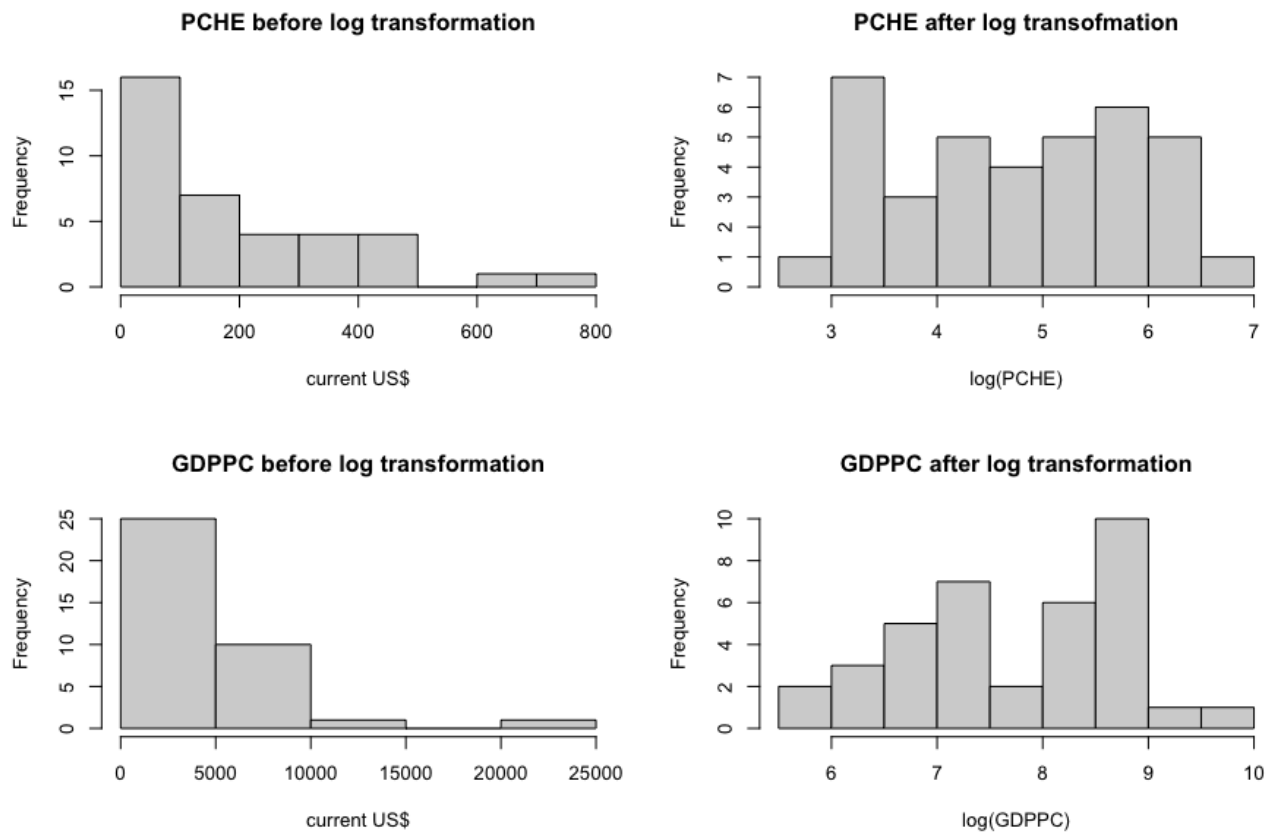 PCHE before log transformation
Frequency
15
10
5
0
0 200 400 600 800
current US$
PCHE after log transofmation
Frequency
7
6
5
4
3
2
1
0
3 4 5 6 7
log(PCHE)
GDPPC before log transformation
Frequency
25
20
15
10
5
0
0 5000 10000 15000 20000 25000
current US$
GDPPC after log transformation
Frequency
10
8
6
4
2
0
6 7 8 9 10
log(GDPPC)